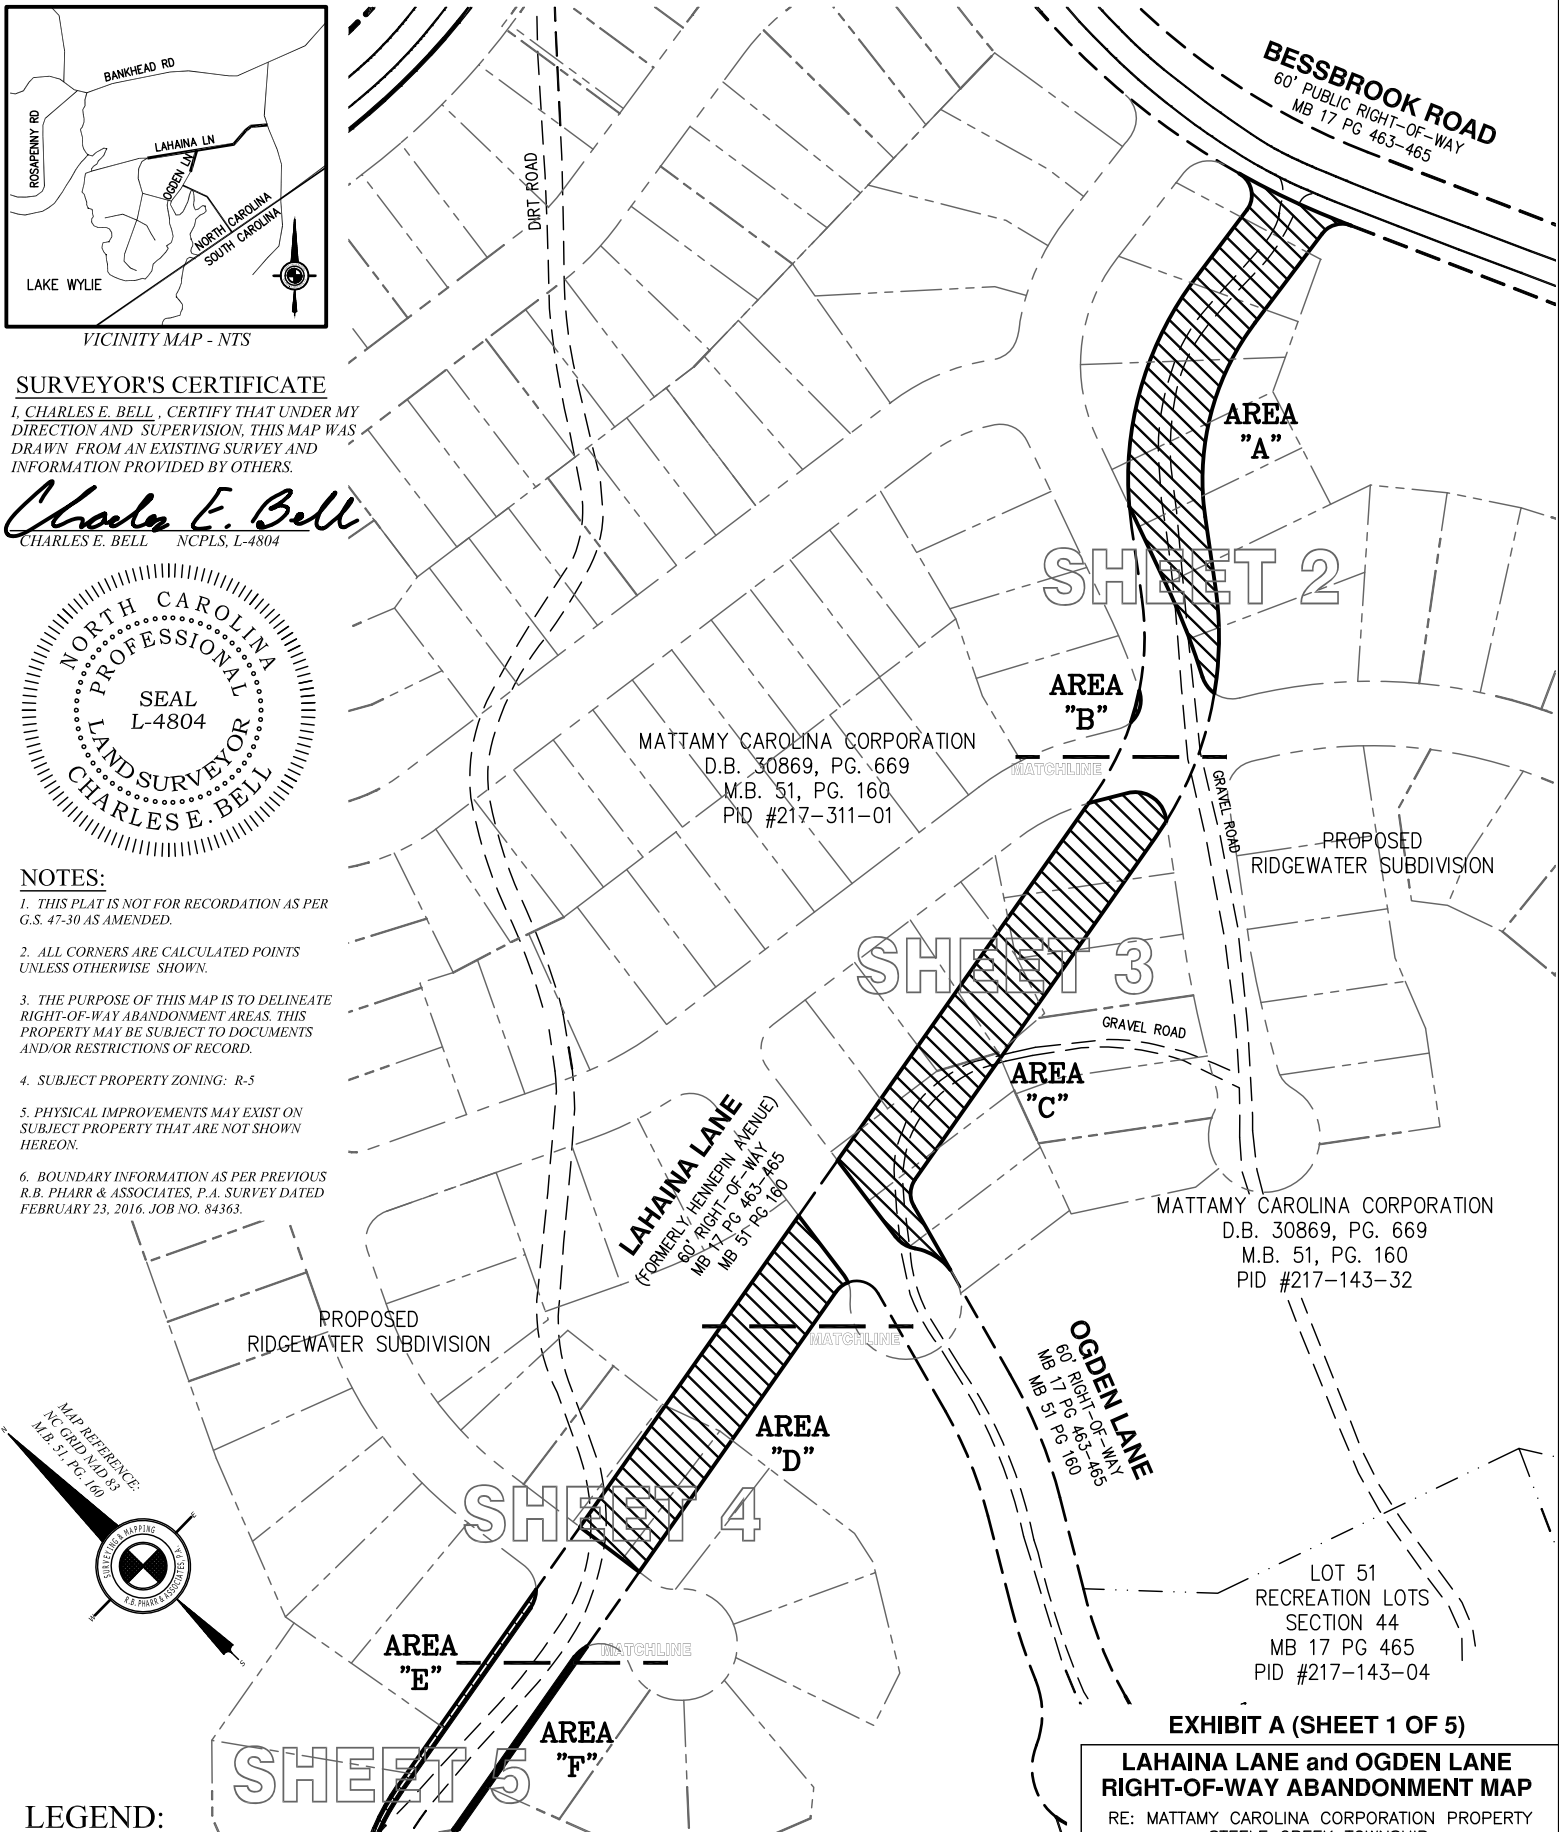 BANKHEAD RD
ROSAPENNY RD
LAHAINA LN
OGDEN LN
NORTH CAROLINA
SOUTH CAROLINA
LAKE WYLIE
VICINITY MAP - NTS
SURVEYOR'S CERTIFICATE
I, CHARLES E. BELL , CERTIFY THAT UNDER MY
DIRECTION AND SUPERVISION, THIS MAP WAS
DRAWN FROM AN EXISTING SURVEY AND
INFORMATION PROVIDED BY OTHERS.
Charles E. Bell
CHARLES E. BELL NCPLS, L-4804
NORTH CAROLINA
PROFESSIONAL
SEAL
L-4804
LAND SURVEYOR
CHARLES E. BELL
NOTES:
1. THIS PLAT IS NOT FOR RECORDATION AS PER
G.S. 47-30 AS AMENDED.
2. ALL CORNERS ARE CALCULATED POINTS
UNLESS OTHERWISE SHOWN.
3. THE PURPOSE OF THIS MAP IS TO DELINEATE
RIGHT-OF-WAY ABANDONMENT AREAS. THIS
PROPERTY MAY BE SUBJECT TO DOCUMENTS
AND/OR RESTRICTIONS OF RECORD.
4. SUBJECT PROPERTY ZONING: R-5
5. PHYSICAL IMPROVEMENTS MAY EXIST ON
SUBJECT PROPERTY THAT ARE NOT SHOWN
HEREON.
6. BOUNDARY INFORMATION AS PER PREVIOUS
R.B. PHARR & ASSOCIATES, P.A. SURVEY DATED
FEBRUARY 23, 2016. JOB NO. 84363.
DIRT ROAD
BESSBROOK ROAD
60' PUBLIC RIGHT-OF-WAY
MB 17 PG 463-465
AREA
"A"
SHEET 2
AREA
"B"
MATTAMY CAROLINA CORPORATION
D.B. 30869, PG. 669
M.B. 51, PG. 160
PID #217-311-01
MATCHLINE
GRAVEL ROAD
PROPOSED
RIDGEWATER SUBDIVISION
SHEET 3
GRAVEL ROAD
AREA
"C"
LAHAINA LANE
(FORMERLY HENNEPIN AVENUE)
60' RIGHT-OF-WAY
MB 17 PG 463-465
MB 51 PG 160
MATTAMY CAROLINA CORPORATION
D.B. 30869, PG. 669
M.B. 51, PG. 160
PID #217-143-32
PROPOSED
RIDGEWATER SUBDIVISION
MATCHLINE
OGDEN LANE
60' RIGHT-OF-WAY
MB 17 PG 463-465
MB 51 PG 160
MAP REFERENCE:
NC GRID NAD 83
M.B. 51, PG. 160
N
E
W
S
SURVEYING & MAPPING
R.B. PHARR & ASSOCIATES, P.A.
AREA
"D"
SHEET 4
LOT 51
RECREATION LOTS
SECTION 44
MB 17 PG 465
PID #217-143-04
AREA
"E"
MATCHLINE
AREA
"F"
SHEET 5
EXHIBIT A (SHEET 1 OF 5)
LAHAINA LANE and OGDEN LANE
RIGHT-OF-WAY ABANDONMENT MAP
RE: MATTAMY CAROLINA CORPORATION PROPERTY
LEGEND: